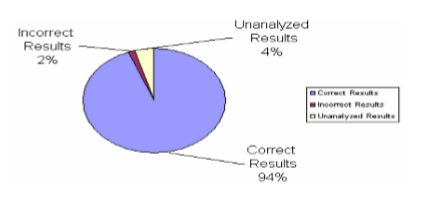 Incorrect
Results
2%
Unanalyzed
Results
4%
Correct Results
Incorrect Results
Unanalyzed Results
Correct
Results
94%